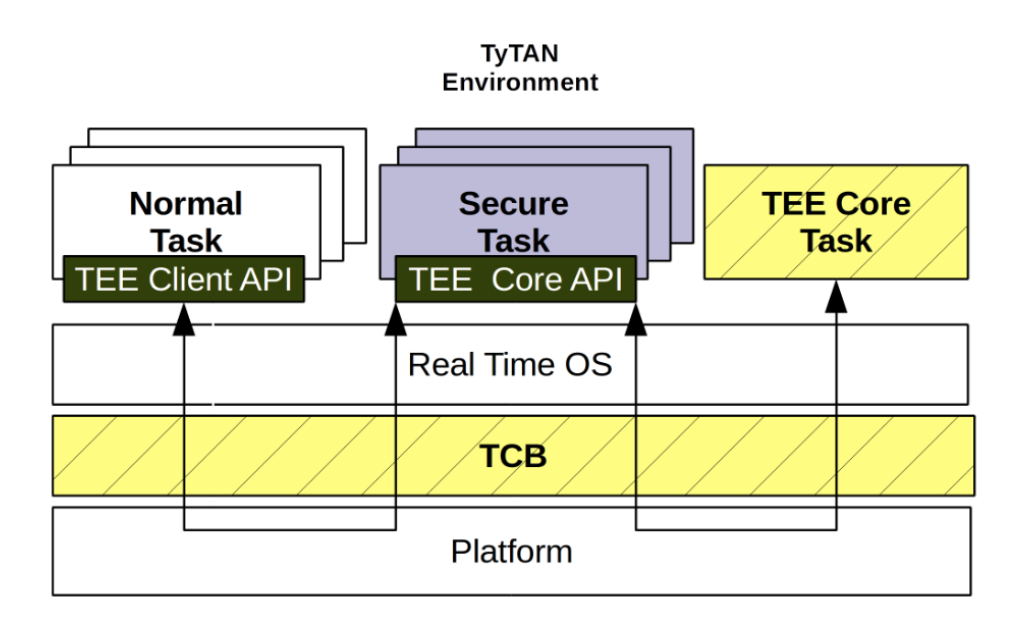 TyTAN
Environment
Normal
Task
TEE Client API
Secure
Task
TEE Core API
TEE Core
Task
Real Time OS
TCB
Platform